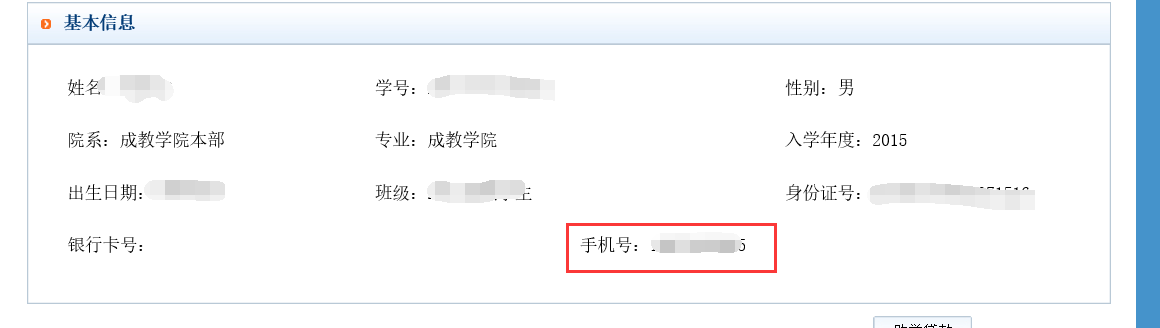 基本信息
姓名 学号： 性别：男
院系：成教学院本部 专业：成教学院 入学年度：2015
出生日期： 班级： 身份证号：
银行卡号： 手机号： 5